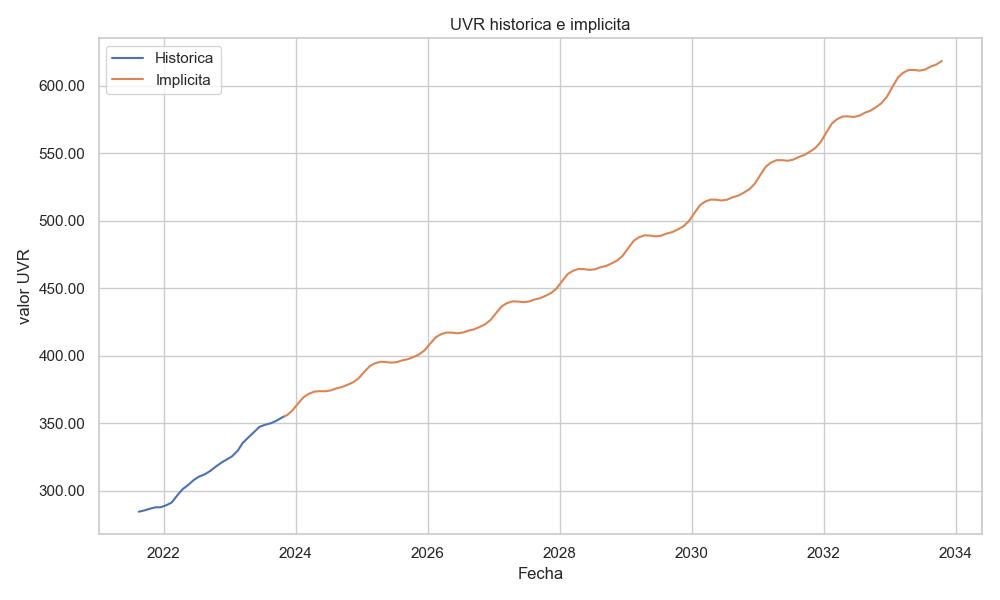 UVR historica e implicita
Historica
Implicita
valor UVR
600.00
550.00
500.00
450.00
400.00
350.00
300.00
2022 2024 2026 2028 2030 2032 2034
Fecha